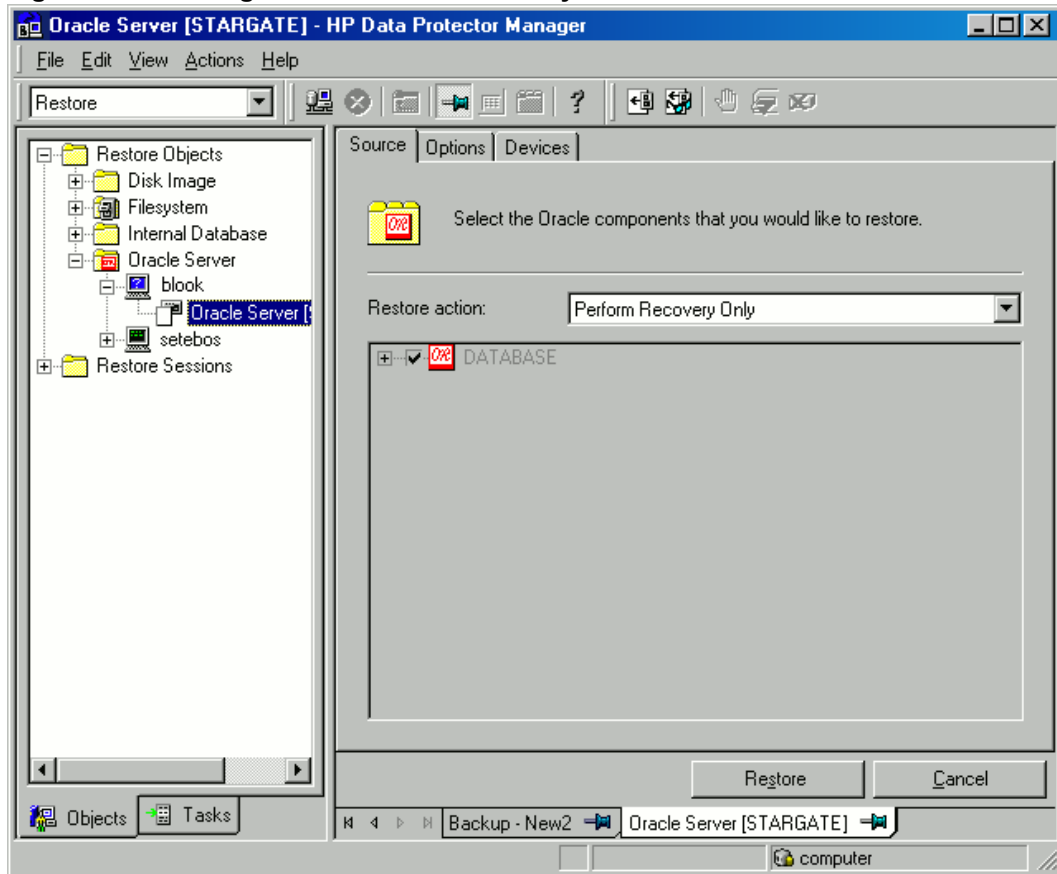 Oracle Server [STARGATE] - HP Data Protector Manager
File Edit View Actions Help
Restore
Restore Objects
Disk Image
Filesystem
Internal Database
Oracle Server
blook
Oracle Server [
setebos
Restore Sessions
Objects Tasks
Source Options Devices
Select the Oracle components that you would like to restore.
Restore action: Perform Recovery Only
DATABASE
Restore Cancel
Backup - New2 Oracle Server [STARGATE]
computer